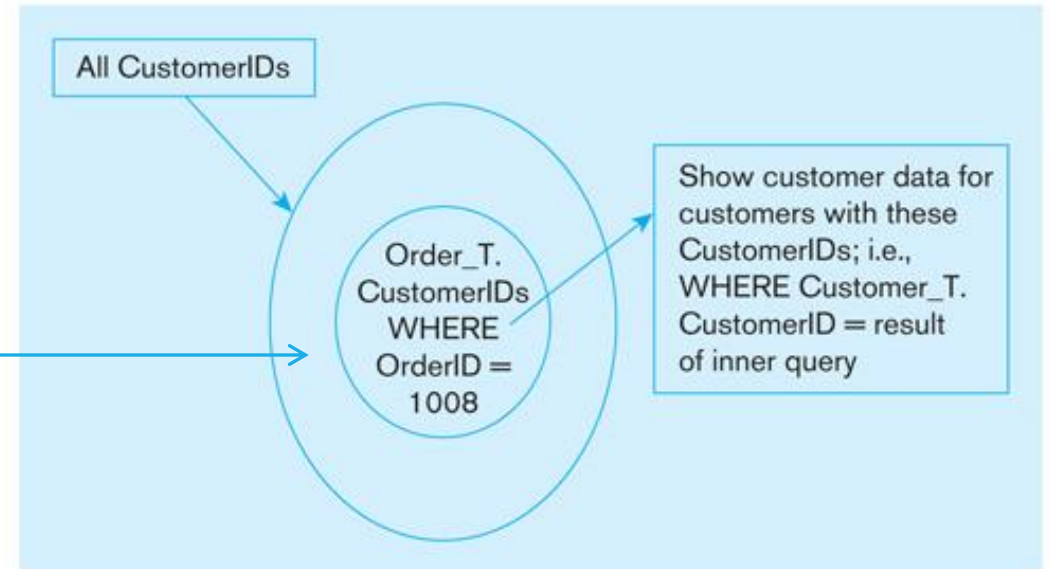 All CustomerIDs
Order_T.
CustomerIDs
WHERE
OrderID =
1008
Show customer data for
customers with these
CustomerIDs; i.e.,
WHERE Customer_T.
CustomerID = result
of inner query